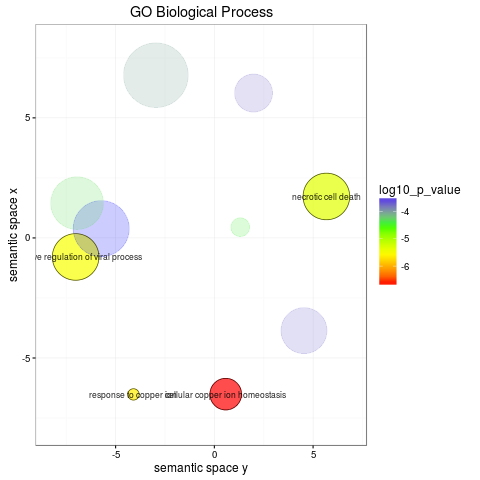 GO Biological Process
semantic space x
5
0
-5
necrotic cell death
ve regulation of viral process
response to copper ion
cellular copper ion homeostasis
-5
0
5
semantic space y
log10_p_value
-4
-5
-6